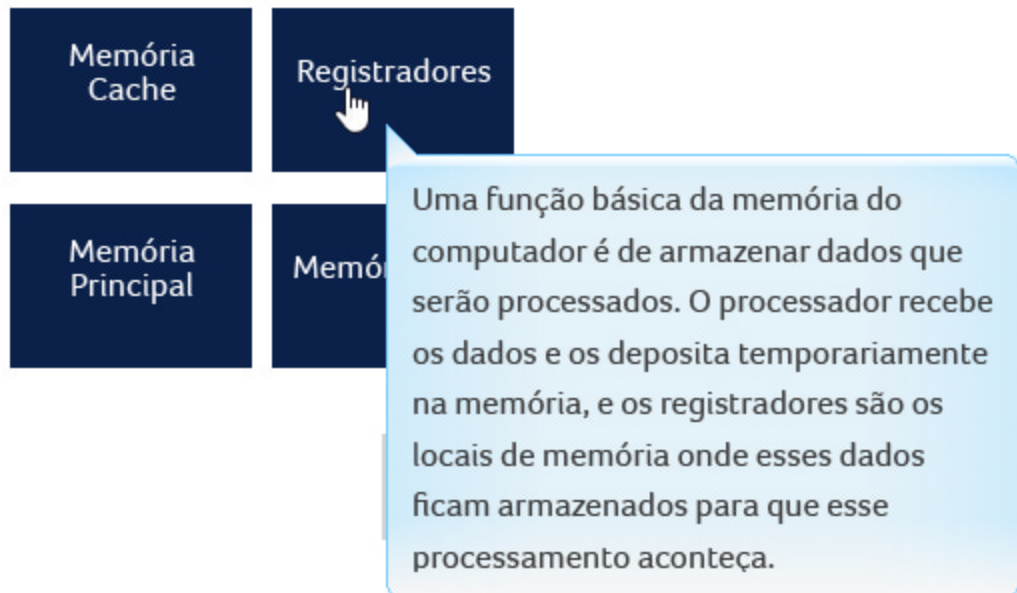 Memória
Cache
Registradores
Memória
Principal
Uma função básica da memória do
computador é de armazenar dados que
serão processados. O processador recebe
os dados e os deposita temporariamente
na memória, e os registradores são os
locais de memória onde esses dados
ficam armazenados para que esse
processamento aconteça.